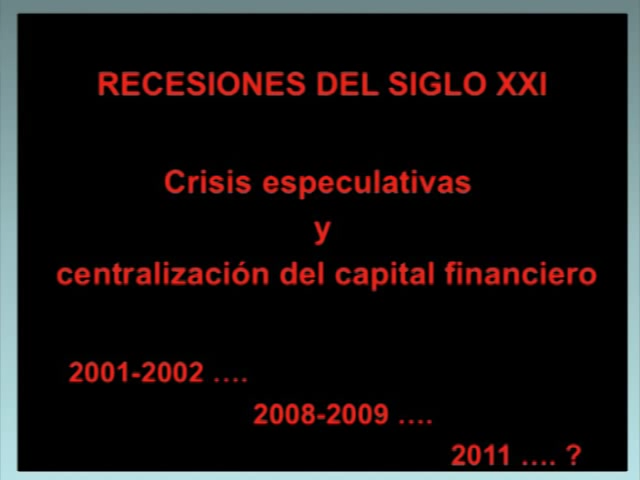 RECESIONES DEL SIGLO XXI
Crisis especulativas
y
centralización del capital financiero
2001-2002 ....
2008-2009 ....
2011 .... ?